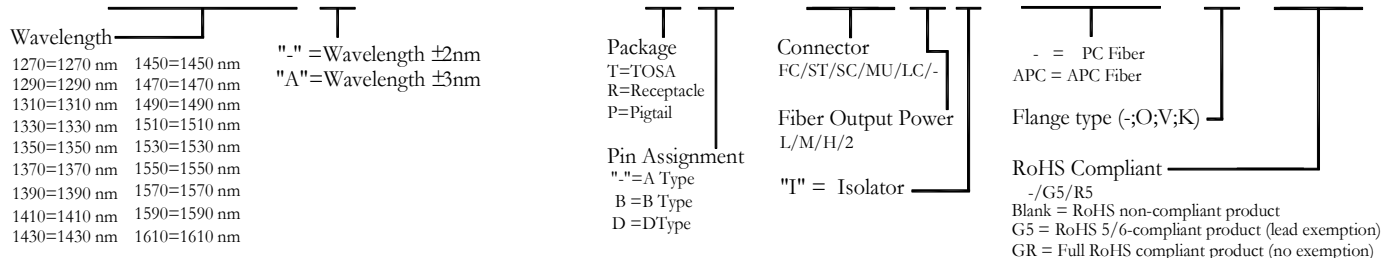 Wavelength
1270=1270 nm 1450=1450 nm
1290=1290 nm 1470=1470 nm
1310=1310 nm 1490=1490 nm
1330=1330 nm 1510=1510 nm
1350=1350 nm 1530=1530 nm
1370=1370 nm 1550=1550 nm
1390=1390 nm 1570=1570 nm
1410=1410 nm 1590=1590 nm
1430=1430 nm 1610=1610 nm
"-" =Wavelength ±2nm
"A"=Wavelength ±3nm
Package
T=TOSA
R=Receptacle
P=Pigtail
Pin Assignment
"-"=A Type
B =B Type
D =DType
Connector
FC/ST/SC/MU/LC/-
Fiber Output Power
L/M/H/2
"I" = Isolator
- = PC Fiber
APC = APC Fiber
Flange type (-;O;V;K)
RoHS Compliant
-/G5/R5
Blank = RoHS non-compliant product
G5 = RoHS 5/6-compliant product (lead exemption)
GR = Full RoHS compliant product (no exemption)